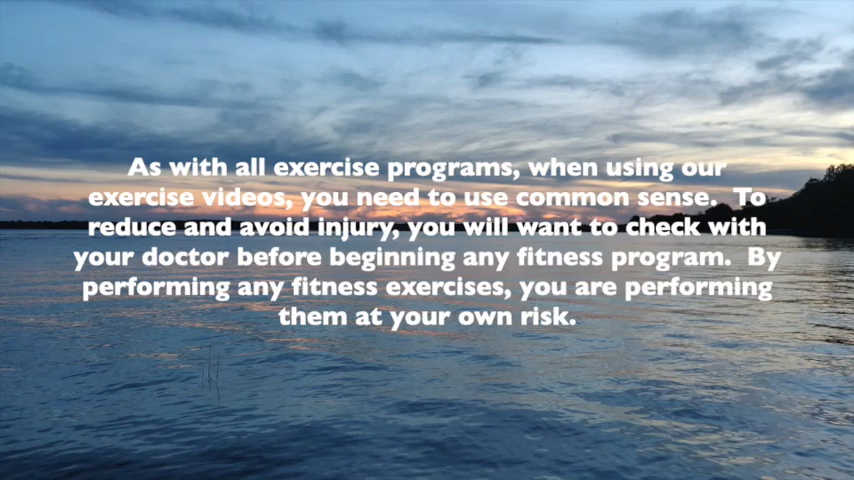 As with all exercise programs, when using our
exercise videos, you need to use common sense.  To
reduce and avoid injury, you will want to check with
your doctor before beginning any fitness program.  By
performing any fitness exercises, you are performing
them at your own risk.